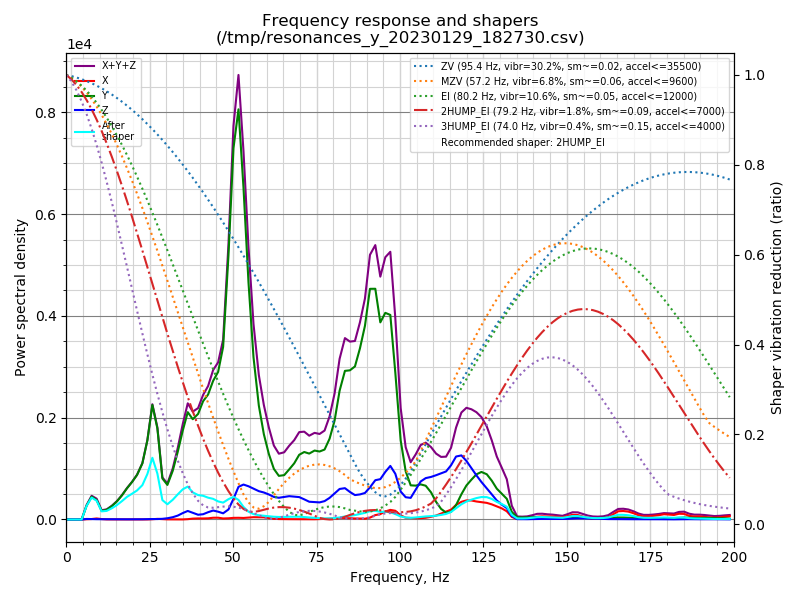 Frequency response and shapers
(/tmp/resonances_y_20230129_182730.csv)
1e4
X+Y+Z
X
Y
Z
After
shaper
ZV (95.4 Hz, vibr=30.2%, sm~=0.02, accel<=35500)
MZV (57.2 Hz, vibr=6.8%, sm~=0.06, accel<=9600)
EI (80.2 Hz, vibr=10.6%, sm~=0.05, accel<=12000)
2HUMP_EI (79.2 Hz, vibr=1.8%, sm~=0.09, accel<=7000)
3HUMP_EI (74.0 Hz, vibr=0.4%, sm~=0.15, accel<=4000)
Recommended shaper: 2HUMP_EI
Power spectral density
0.8
0.6
0.4
0.2
0.0
1.0
0.8
0.6
0.4
0.2
0.0
Shaper vibration reduction (ratio)
0 25 50 75 100 125 150 175 200
Frequency, Hz